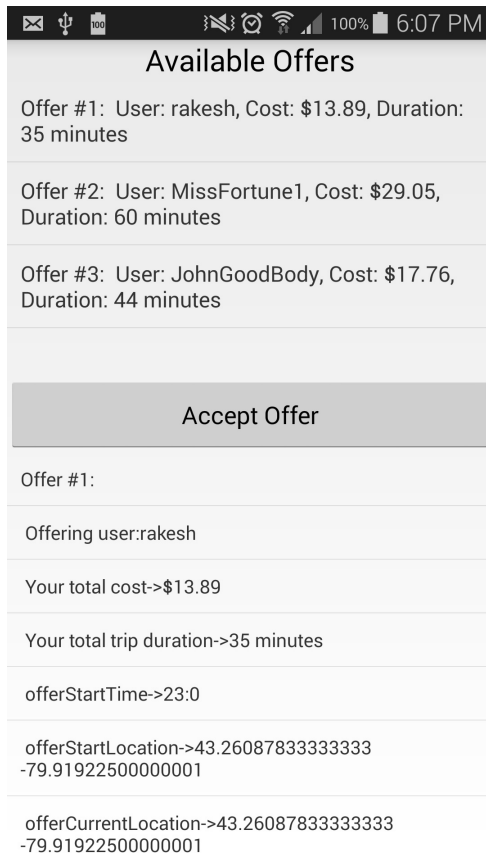 100 100% 6:07 PM
Available Offers
Offer #1:  User: rakesh, Cost: $13.89, Duration:
35 minutes
Offer #2:  User: MissFortune1, Cost: $29.05,
Duration: 60 minutes
Offer #3:  User: JohnGoodBody, Cost: $17.76,
Duration: 44 minutes
Accept Offer
Offer #1:
Offering user:rakesh
Your total cost->$13.89
Your total trip duration->35 minutes
offerStartTime->23:0
offerStartLocation->43.26087833333333
-79.91922500000001
offerCurrentLocation->43.26087833333333
-79.91922500000001